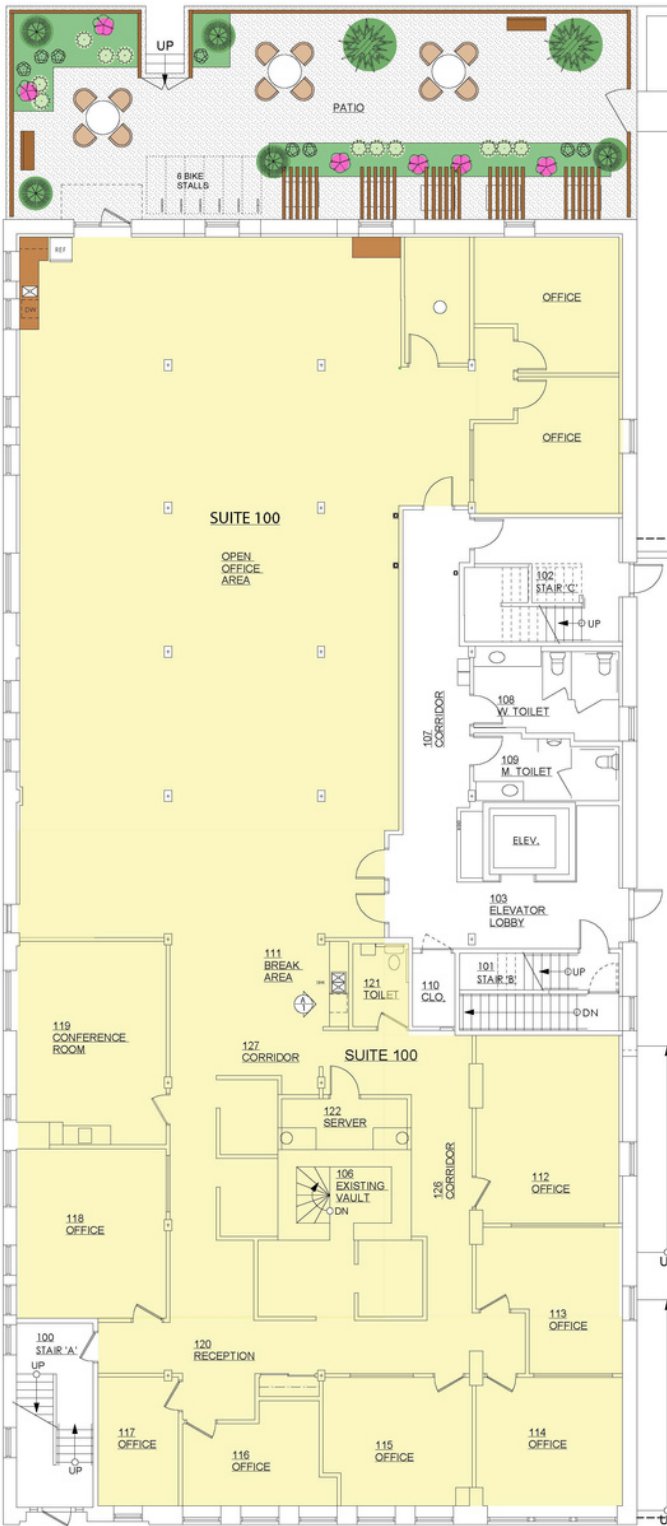 UP
PATIO
6 BIKE
STALLS
REF
DW
OFFICE
OFFICE
SUITE 100
OPEN
OFFICE
AREA
102
STAIR 'C'
UP
107
CORRIDOR
108
W. TOILET
109
M. TOILET
ELEV.
103
ELEVATOR
LOBBY
111
BREAK
AREA
121
TOILET
110
CLO.
101
STAIR 'B'
UP
DN
A
1
119
CONFERENCE
ROOM
127
CORRIDOR
SUITE 100
122
SERVER
106
EXISTING
VAULT
DN
126
CORRIDOR
112
OFFICE
118
OFFICE
113
OFFICE
100
STAIR 'A'
UP
UP
120
RECEPTION
117
OFFICE
116
OFFICE
115
OFFICE
114
OFFICE